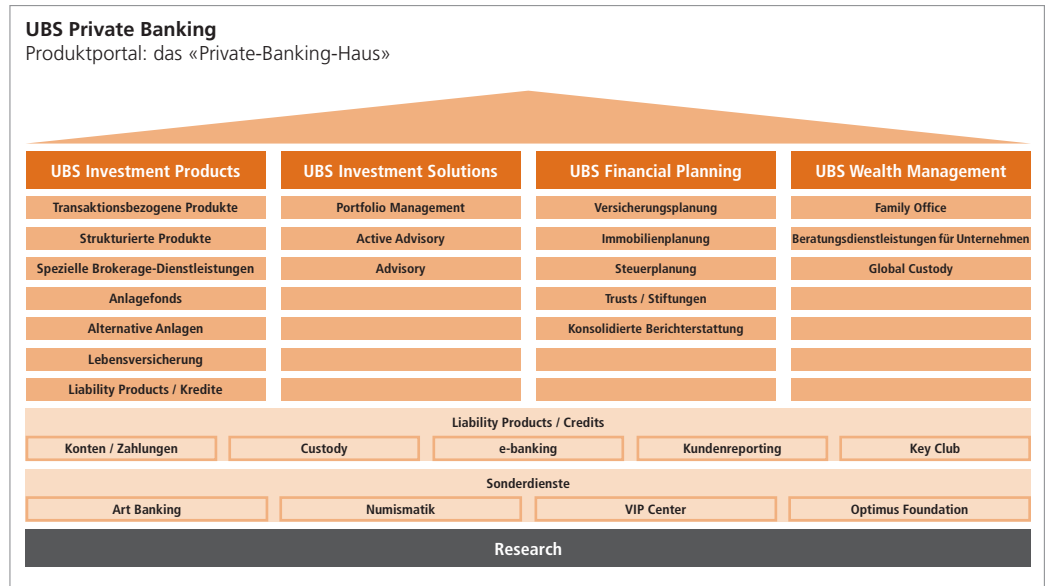 UBS Private Banking
Produktportal: das «Private-Banking-Haus»
UBS Investment Products
UBS Investment Solutions
UBS Financial Planning
UBS Wealth Management
Transaktionsbezogene Produkte
Portfolio Management
Versicherungsplanung
Family Office
Strukturierte Produkte
Active Advisory
Immobilienplanung
Beratungsdienstleistungen für Unternehmen
Spezielle Brokerage-Dienstleistungen
Advisory
Steuerplanung
Global Custody
Anlagefonds
Trusts / Stiftungen
Alternative Anlagen
Konsolidierte Berichterstattung
Lebensversicherung
Liability Products / Kredite
Liability Products / Credits
Konten / Zahlungen
Custody
e-banking
Kundenreporting
Key Club
Sonderdienste
Art Banking
Numismatik
VIP Center
Optimus Foundation
Research